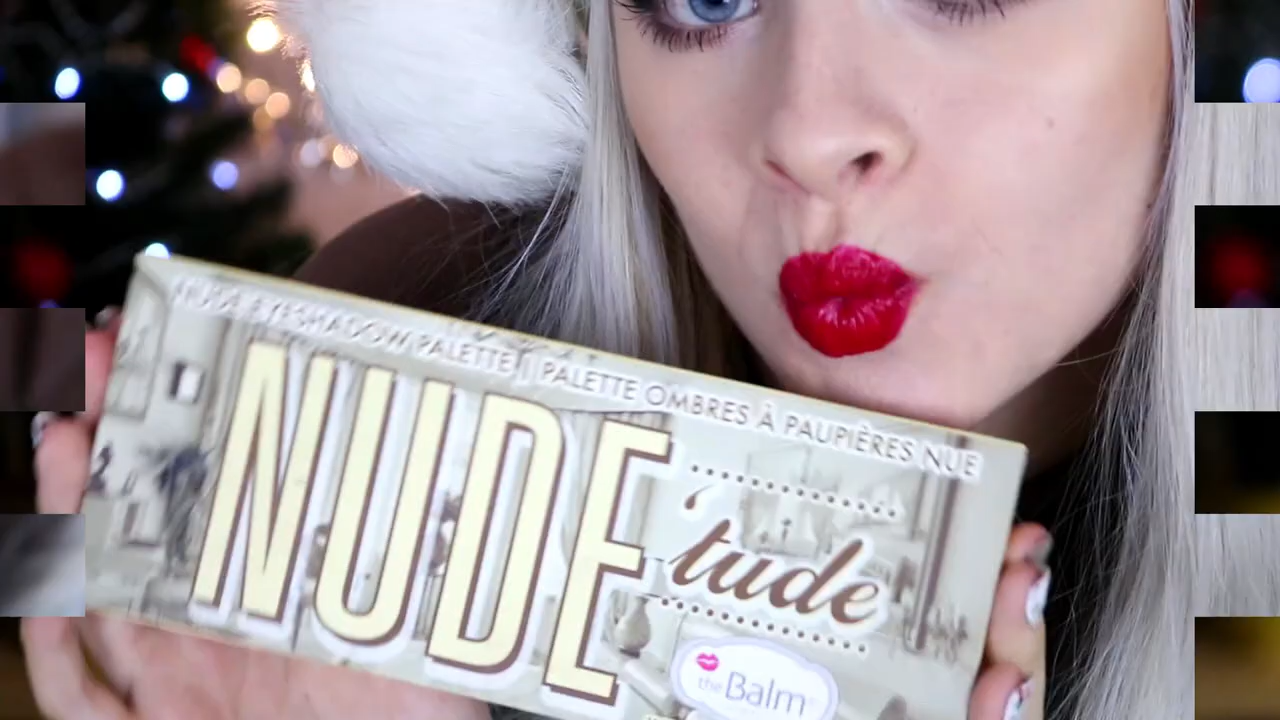 NUDE EYESHADOW PALETTE | PALETTE OMBRES À PAUPIÈRES NUE
NUDE
'tude
theBalm